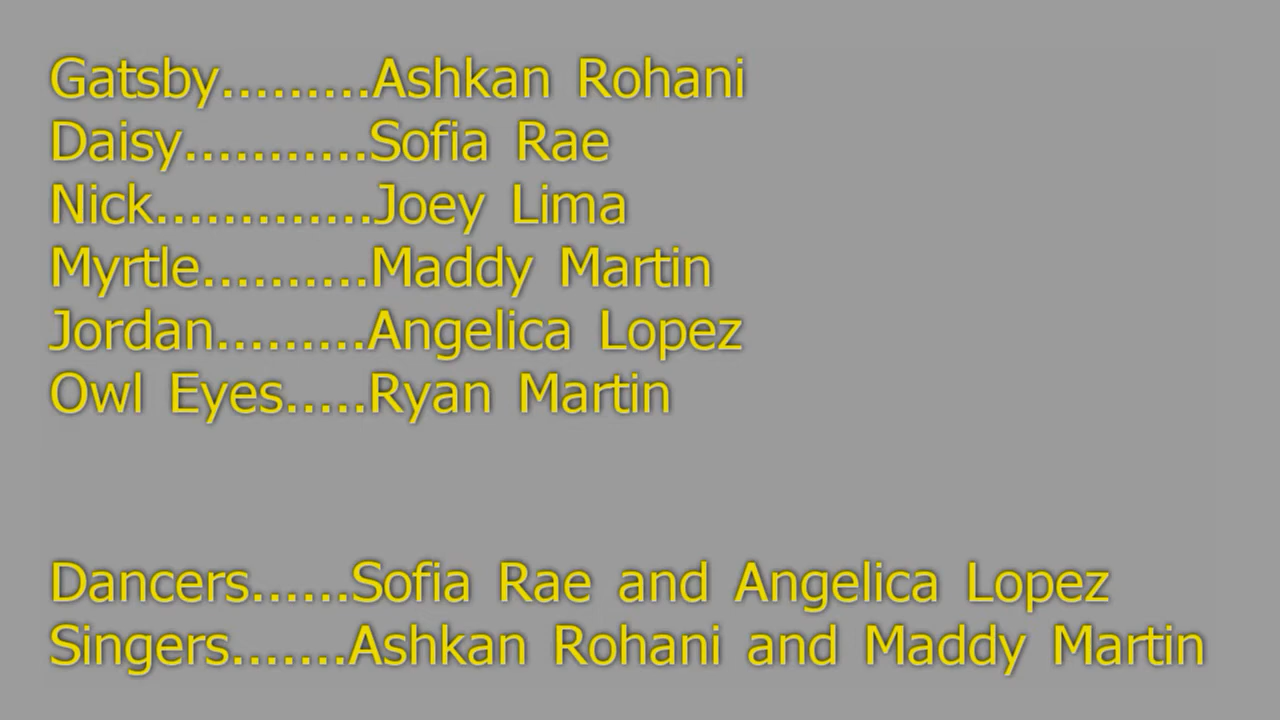 Gatsby.........Ashkan Rohani
Daisy...........Sofia Rae
Nick.............Joey Lima
Myrtle..........Maddy Martin
Jordan.........Angelica Lopez
Owl Eyes.....Ryan Martin
Dancers......Sofia Rae and Angelica Lopez
Singers.......Ashkan Rohani and Maddy Martin